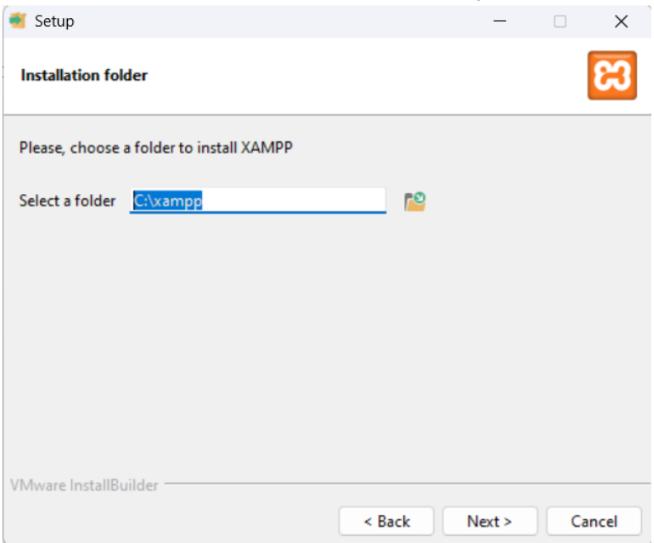 Setup
Installation folder
Please, choose a folder to install XAMPP
Select a folder C:\xampp
VMware InstallBuilder
< Back Next > Cancel